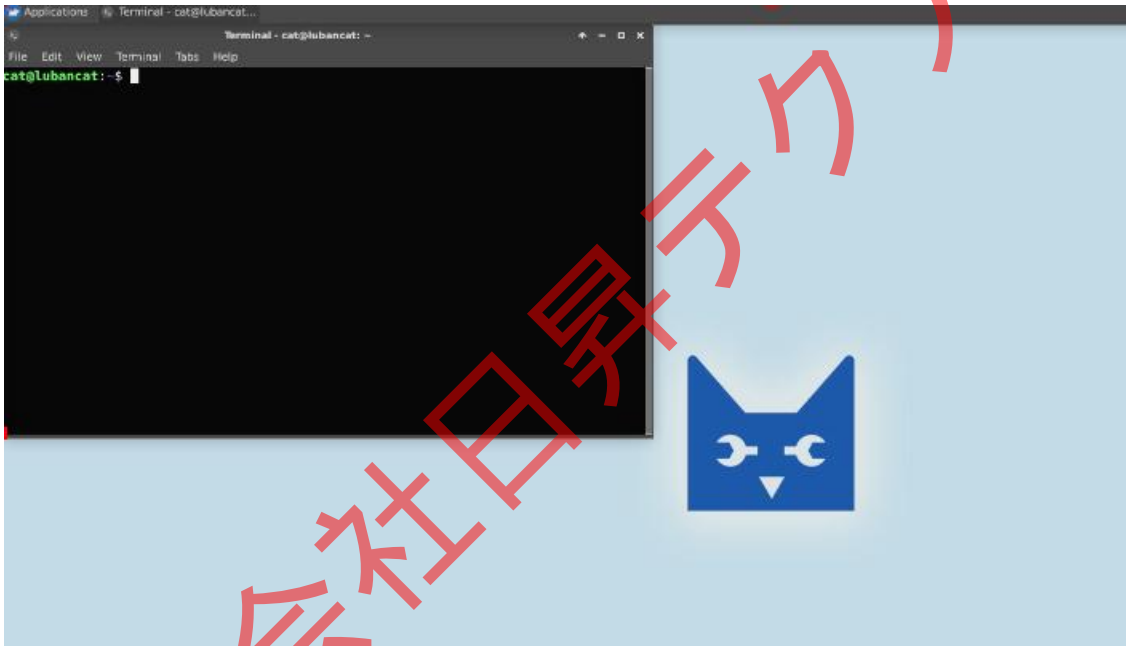 Applications Terminal - cat@lubancat...
Terminal - cat@lubancat: ~
File Edit View Terminal Tabs Help
cat@lubancat:~$
会社日昇テク